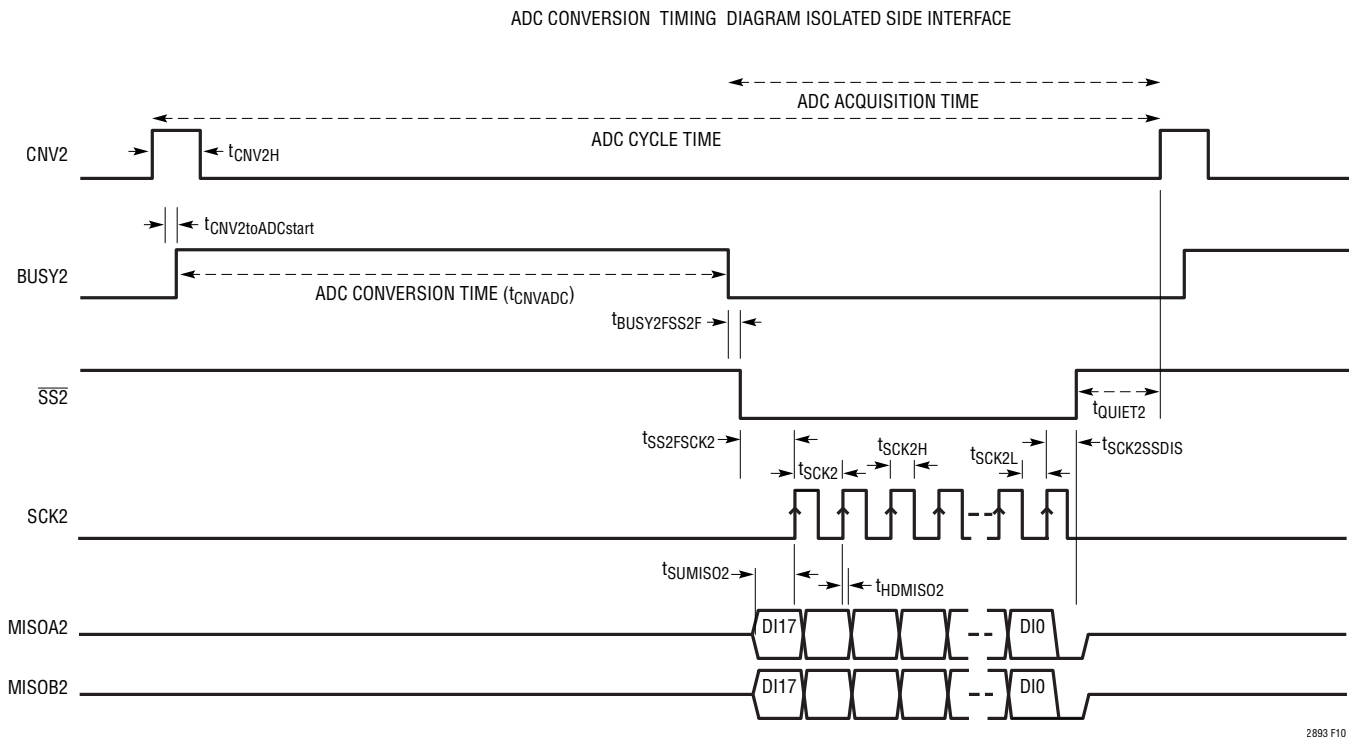 ADC CONVERSION TIMING DIAGRAM ISOLATED SIDE INTERFACE
ADC ACQUISITION TIME
ADC CYCLE TIME
CNV2
tCNV2H
tCNV2toADCstart
BUSY2
ADC CONVERSION TIME (tCNVADC)
tBUSY2FSS2F
SS2
tQUIET2
tSS2FSCK2
tSCK2
tSCK2H
tSCK2L
tSCK2SSDIS
SCK2
tSUMISO2
tHDMISO2
MISOA2
DI17
DI0
MISOB2
DI17
DI0
2893 F10